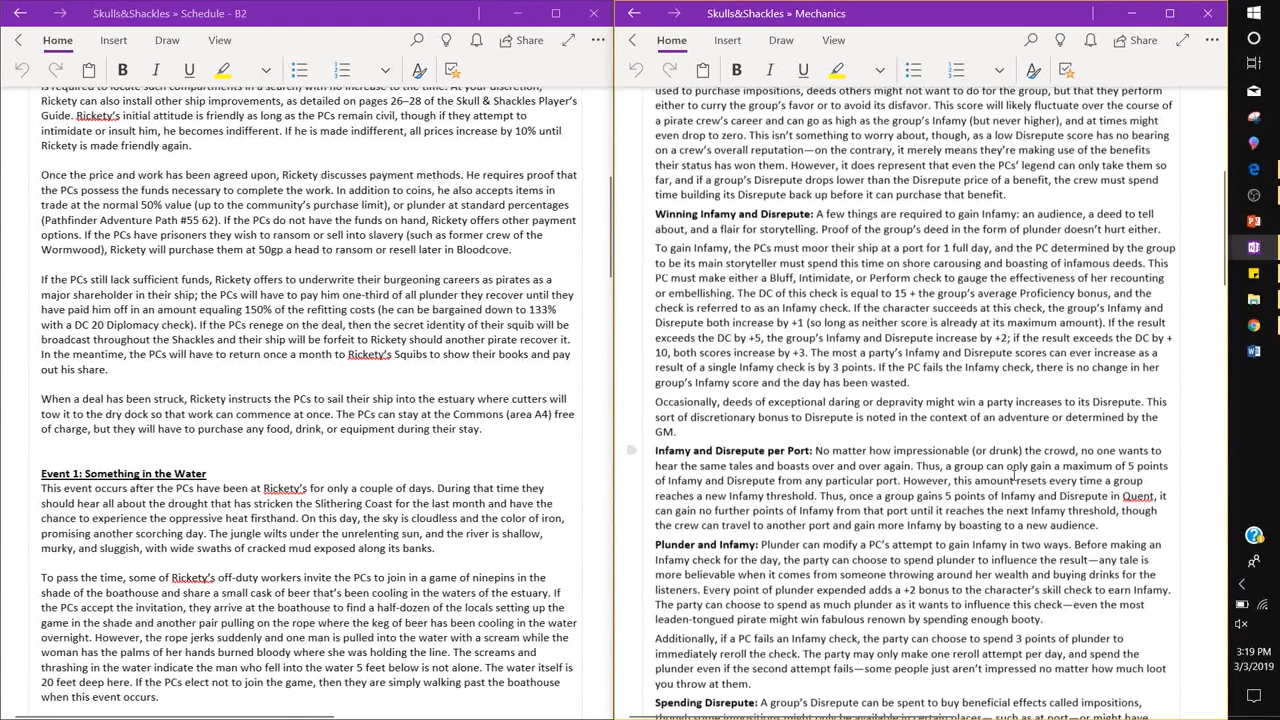 Skulls&Shackles » Schedule - B2
Home Insert Draw View Share
B I U
is required to locate such compartments in a search) with no increase to the time. At your discretion,
Rickety can also install other ship improvements, as detailed on pages 26–28 of the Skull & Shackles Player's
Guide. Rickety's initial attitude is friendly as long as the PCs remain civil, though if they attempt to
intimidate or insult him, he becomes indifferent. If he is made indifferent, all prices increase by 10% until
Rickety is made friendly again.
Once the price and work has been agreed upon, Rickety discusses payment methods. He requires proof that
the PCs possess the funds necessary to complete the work. In addition to coins, he also accepts items in
trade at the normal 50% value (up to the community's purchase limit), or plunder at standard percentages
(Pathfinder Adventure Path #55 62). If the PCs do not have the funds on hand, Rickety offers other payment
options. If the PCs have prisoners they wish to ransom or sell into slavery (such as former crew of the
Wormwood), Rickety will purchase them at 50gp a head to ransom or resell later in Bloodcove.
If the PCs still lack sufficient funds, Rickety offers to underwrite their burgeoning careers as pirates as a
major shareholder in their ship; the PCs will have to pay him one-third of all plunder they recover until they
have paid him off in an amount equaling 150% of the refitting costs (he can be bargained down to 133%
with a DC 20 Diplomacy check). If the PCs renege on the deal, then the secret identity of their squib will be
broadcast throughout the Shackles and their ship will be forfeit to Rickety should another pirate recover it.
In the meantime, the PCs will have to return once a month to Rickety's Squibs to show their books and pay
out his share.
When a deal has been struck, Rickety instructs the PCs to sail their ship into the estuary where cutters will
tow it to the dry dock so that work can commence at once. The PCs can stay at the Commons (area A4) free
of charge, but they will have to purchase any food, drink, or equipment during their stay.
Event 1: Something in the Water
This event occurs after the PCs have been at Rickety's for only a couple of days. During that time they
should hear all about the drought that has stricken the Slithering Coast for the last month and have the
chance to experience the oppressive heat firsthand. On this day, the sky is cloudless and the color of iron,
promising another scorching day. The jungle wilts under the unrelenting sun, and the river is shallow,
murky, and sluggish, with wide swaths of cracked mud exposed along its banks.
To pass the time, some of Rickety's off-duty workers invite the PCs to join in a game of ninepins in the
shade of the boathouse and share a small cask of beer that's been cooling in the waters of the estuary. If
the PCs accept the invitation, they arrive at the boathouse to find a half-dozen of the locals setting up the
game in the shade and another pair pulling on the rope where the keg of beer has been cooling in the water
overnight. However, the rope jerks suddenly and one man is pulled into the water with a scream while the
woman has the palms of her hands burned bloody where she was holding the line. The screams and
thrashing in the water indicate the man who fell into the water 5 feet below is not alone. The water itself is
20 feet deep here. If the PCs elect not to join the game, then they are simply walking past the boathouse
when this event occurs.
Skulls&Shackles » Mechanics
Home Insert Draw View Share
B I U
used to purchase impositions, deeds others might not want to do for the group, but that they perform
either to curry the group's favor or to avoid its disfavor. This score will likely fluctuate over the course of
a pirate crew's career and can go as high as the group's Infamy (but never higher), and at times might
even drop to zero. This isn't something to worry about, though, as a low Disrepute score has no bearing
on a crew's overall reputation—on the contrary, it merely means they're making use of the benefits
their status has won them. However, it does represent that even the PCs' legend can only take them so
far, and if a group's Disrepute drops lower than the Disrepute price of a benefit, the crew must spend
time building its Disrepute back up before it can purchase that benefit.
Winning Infamy and Disrepute: A few things are required to gain Infamy: an audience, a deed to tell
about, and a flair for storytelling. Proof of the group's deed in the form of plunder doesn't hurt either.
To gain Infamy, the PCs must moor their ship at a port for 1 full day, and the PC determined by the group
to be its main storyteller must spend this time on shore carousing and boasting of infamous deeds. This
PC must make either a Bluff, Intimidate, or Perform check to gauge the effectiveness of her recounting
or embellishing. The DC of this check is equal to 15 + the group's average Proficiency bonus, and the
check is referred to as an Infamy check. If the character succeeds at this check, the group's Infamy and
Disrepute both increase by +1 (so long as neither score is already at its maximum amount). If the result
exceeds the DC by +5, the group's Infamy and Disrepute increase by +2; if the result exceeds the DC by +
10, both scores increase by +3. The most a party's Infamy and Disrepute scores can ever increase as a
result of a single Infamy check is by 3 points. If the PC fails the Infamy check, there is no change in her
group's Infamy score and the day has been wasted.
Occasionally, deeds of exceptional daring or depravity might win a party increases to its Disrepute. This
sort of discretionary bonus to Disrepute is noted in the context of an adventure or determined by the
GM.
Infamy and Disrepute per Port: No matter how impressionable (or drunk) the crowd, no one wants to
hear the same tales and boasts over and over again. Thus, a group can only gain a maximum of 5 points
of Infamy and Disrepute from any particular port. However, this amount resets every time a group
reaches a new Infamy threshold. Thus, once a group gains 5 points of Infamy and Disrepute in Quent, it
can gain no further points of Infamy from that port until it reaches the next Infamy threshold, though
the crew can travel to another port and gain more Infamy by boasting to a new audience.
Plunder and Infamy: Plunder can modify a PC's attempt to gain Infamy in two ways. Before making an
Infamy check for the day, the party can choose to spend plunder to influence the result—any tale is
more believable when it comes from someone throwing around her wealth and buying drinks for the
listeners. Every point of plunder expended adds a +2 bonus to the character's skill check to earn Infamy.
The party can choose to spend as much plunder as it wants to influence this check—even the most
leaden-tongued pirate might win fabulous renown by spending enough booty.
Additionally, if a PC fails an Infamy check, the party can choose to spend 3 points of plunder to
immediately reroll the check. The party may only make one reroll attempt per day, and spend the
plunder even if the second attempt fails—some people just aren't impressed no matter how much loot
you throw at them.
Spending Disrepute: A group's Disrepute can be spent to buy beneficial effects called impositions,
though some impositions might only be available in certain places— such as at port—or might have
3:19 PM
3/3/2019